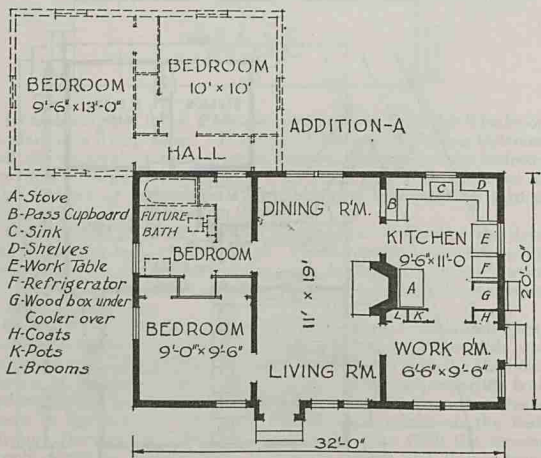 BEDROOM
9'-6" x 13'-0"
BEDROOM
10' x 10'
ADDITION-A
HALL
A-Stove
B-Pass Cupboard
C-Sink
D-Shelves
E-Work Table
F-Refrigerator
G-Wood box under
Cooler over
H-Coats
K-Pots
L-Brooms
FUTURE
BATH
BEDROOM
BEDROOM
9'-0" x 9'-6"
DINING R'M.
11' x 19'
LIVING R'M.
B
C
D
KITCHEN
9'-6" x 11'-0
E
F
A
G
L
K
H
WORK R'M.
6'-6" x 9'-6"
20'-0"
32'-0"